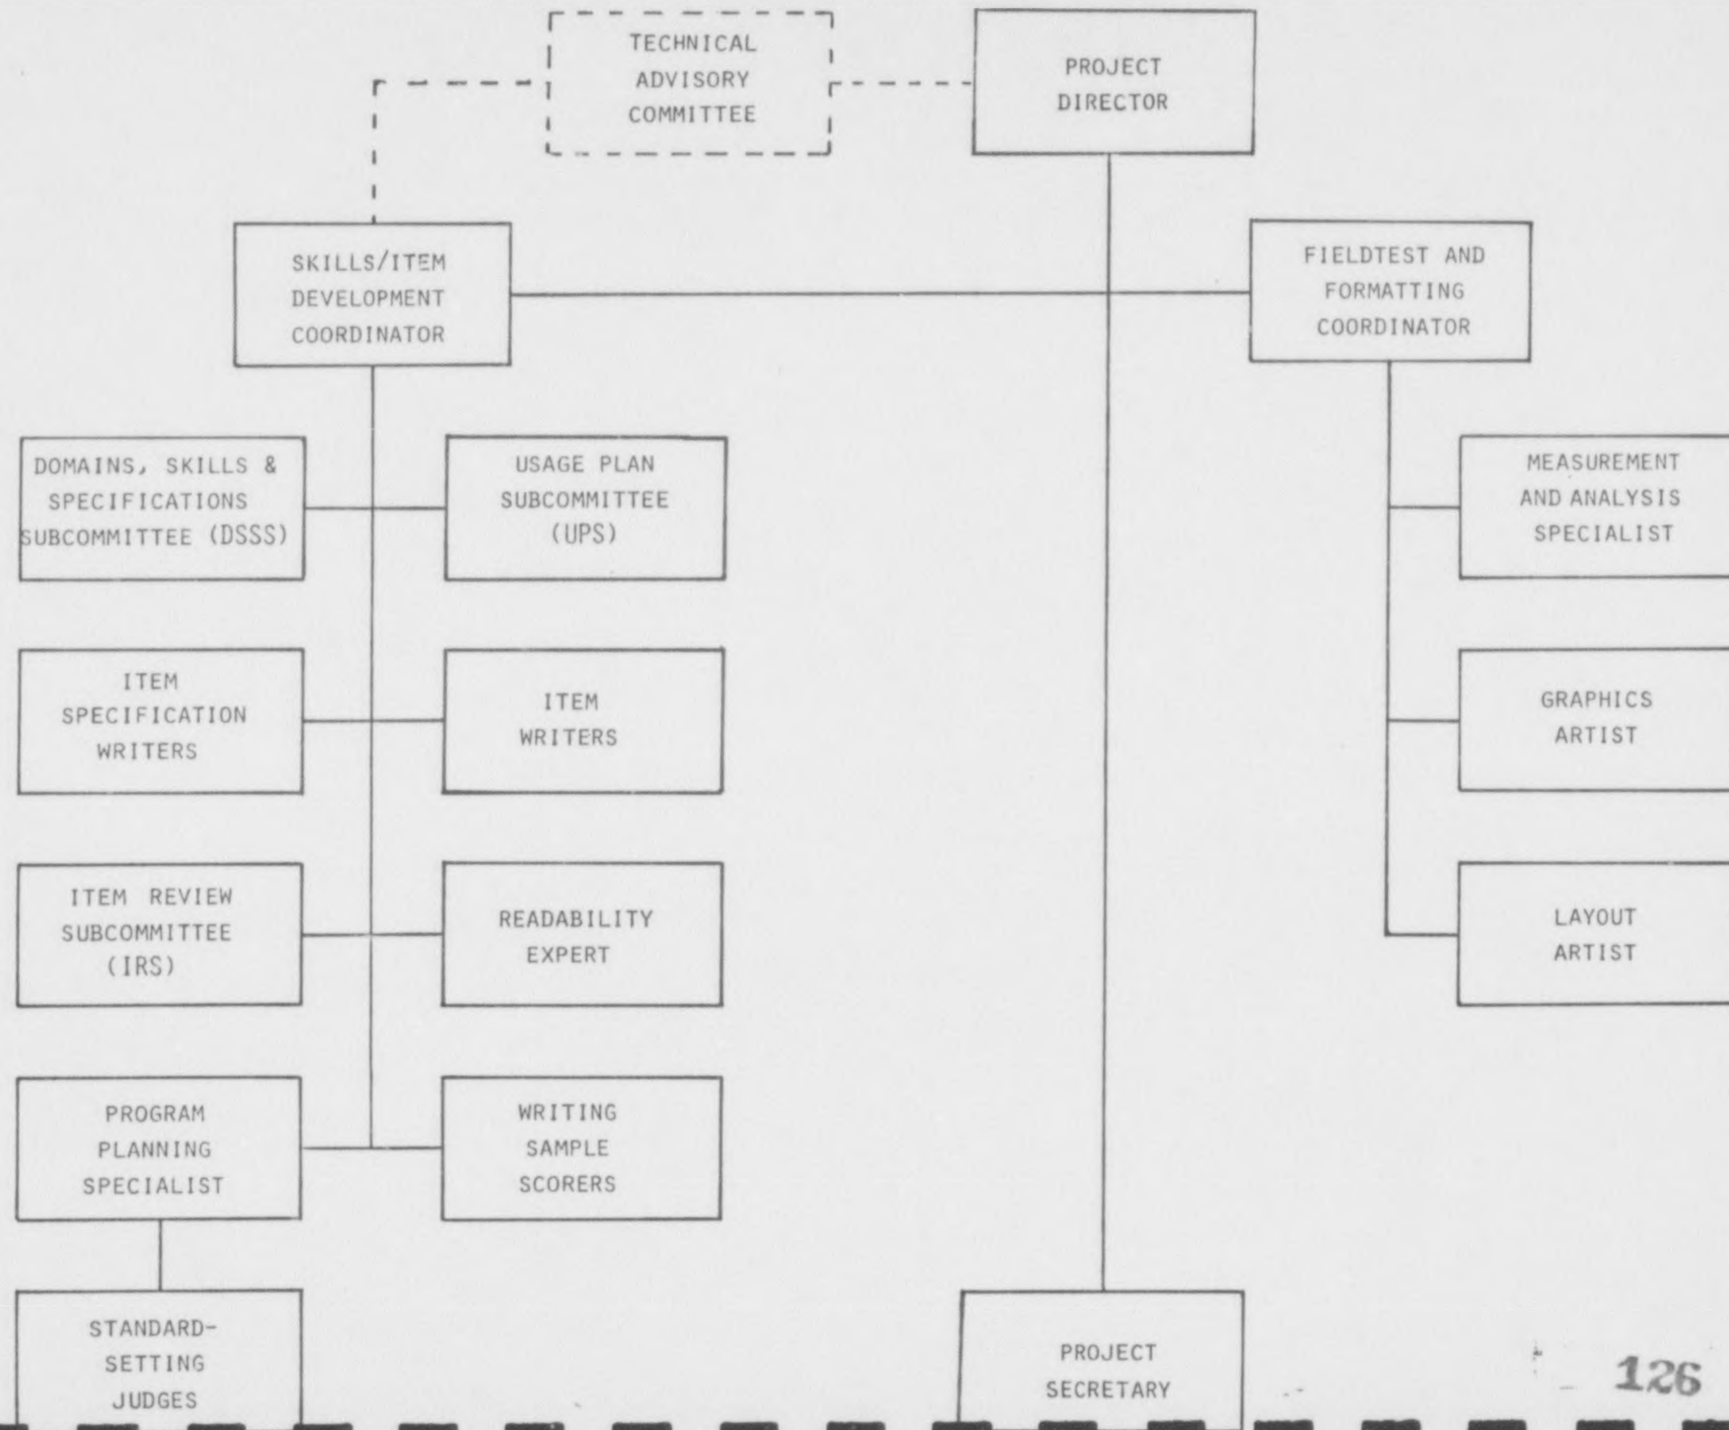 TECHNICAL
ADVISORY
COMMITTEE
PROJECT
DIRECTOR
SKILLS/ITEM
DEVELOPMENT
COORDINATOR
FIELDTEST AND
FORMATTING
COORDINATOR
DOMAINS, SKILLS &
SPECIFICATIONS
SUBCOMMITTEE (DSSS)
USAGE PLAN
SUBCOMMITTEE
(UPS)
MEASUREMENT
AND ANALYSIS
SPECIALIST
ITEM
SPECIFICATION
WRITERS
ITEM
WRITERS
GRAPHICS
ARTIST
ITEM REVIEW
SUBCOMMITTEE
(IRS)
READABILITY
EXPERT
LAYOUT
ARTIST
PROGRAM
PLANNING
SPECIALIST
WRITING
SAMPLE
SCORERS
STANDARD-
SETTING
JUDGES
PROJECT
SECRETARY
126